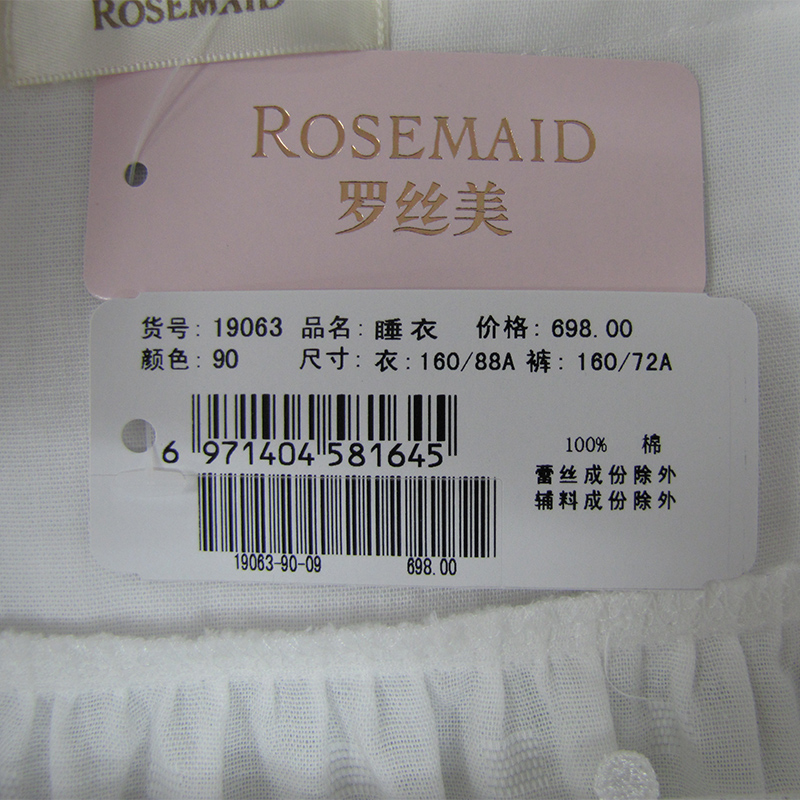 ROSEMAID
ROSEMAID
罗丝美
货号: 19063 品名: 睡衣 价格: 698.00
颜色: 90 尺寸: 衣: 160/88A 裤: 160/72A
6 971404 581645
100% 棉
蕾丝成份除外
辅料成份除外
19063-90-09 698.00